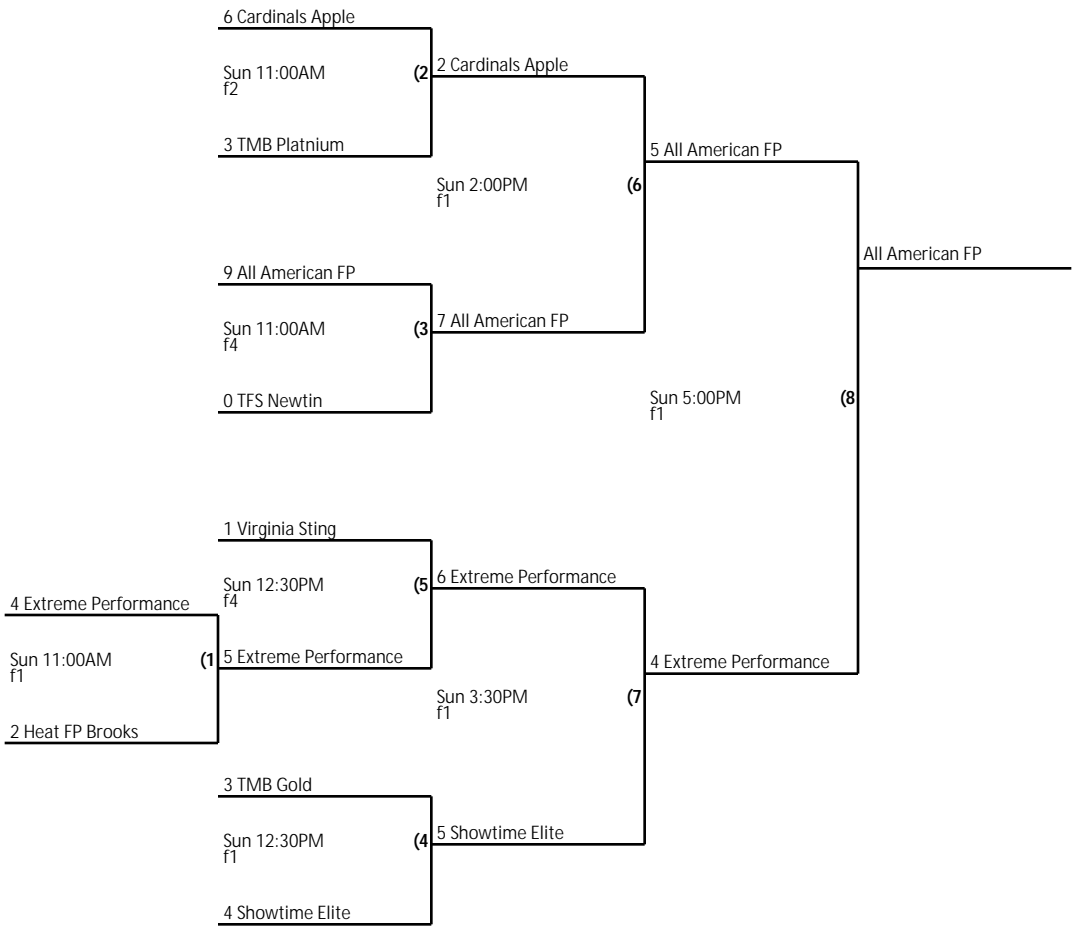 6 Cardinals Apple
Sun 11:00AM
f2
(2
2 Cardinals Apple
3 TMB Platnium
5 All American FP
Sun 2:00PM
f1
(6
All American FP
9 All American FP
Sun 11:00AM
f4
(3
7 All American FP
0 TFS Newtin
Sun 5:00PM
f1
(8
1 Virginia Sting
Sun 12:30PM
f4
(5
6 Extreme Performance
4 Extreme Performance
Sun 11:00AM
f1
(1
5 Extreme Performance
4 Extreme Performance
Sun 3:30PM
f1
(7
2 Heat FP Brooks
3 TMB Gold
Sun 12:30PM
f1
(4
5 Showtime Elite
4 Showtime Elite